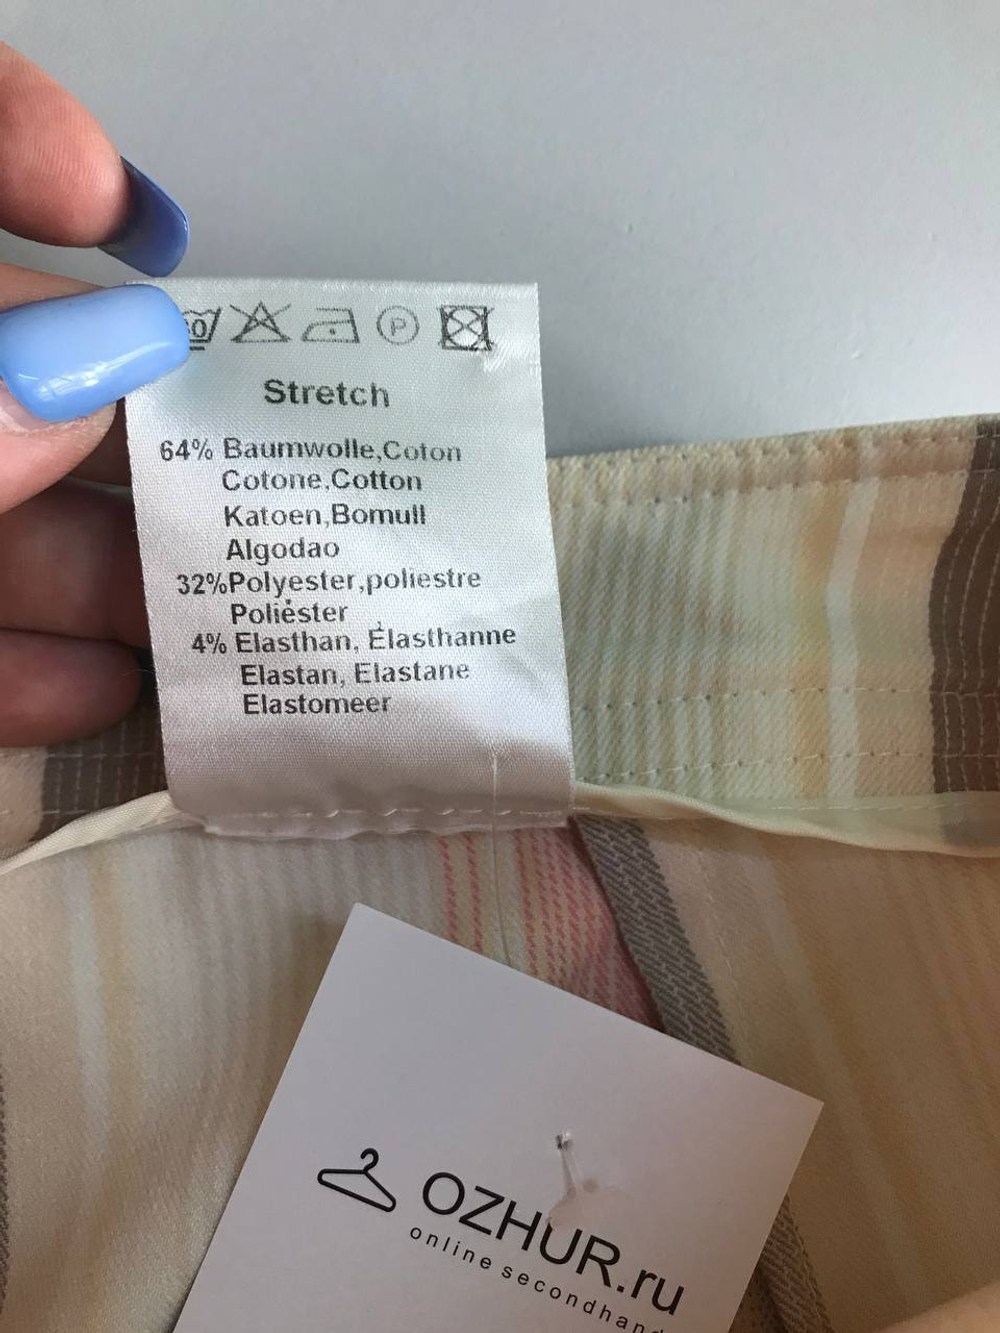 Stretch
64% Baumwolle,Coton
Cotone,Cotton
Katoen,Bomull
Algodao
32%Polyester,poliestre
Poliéster
4% Elasthan, Élasthanne
Elastan, Elastane
Elastomeer
P
OZHUR.ru
online secondhand